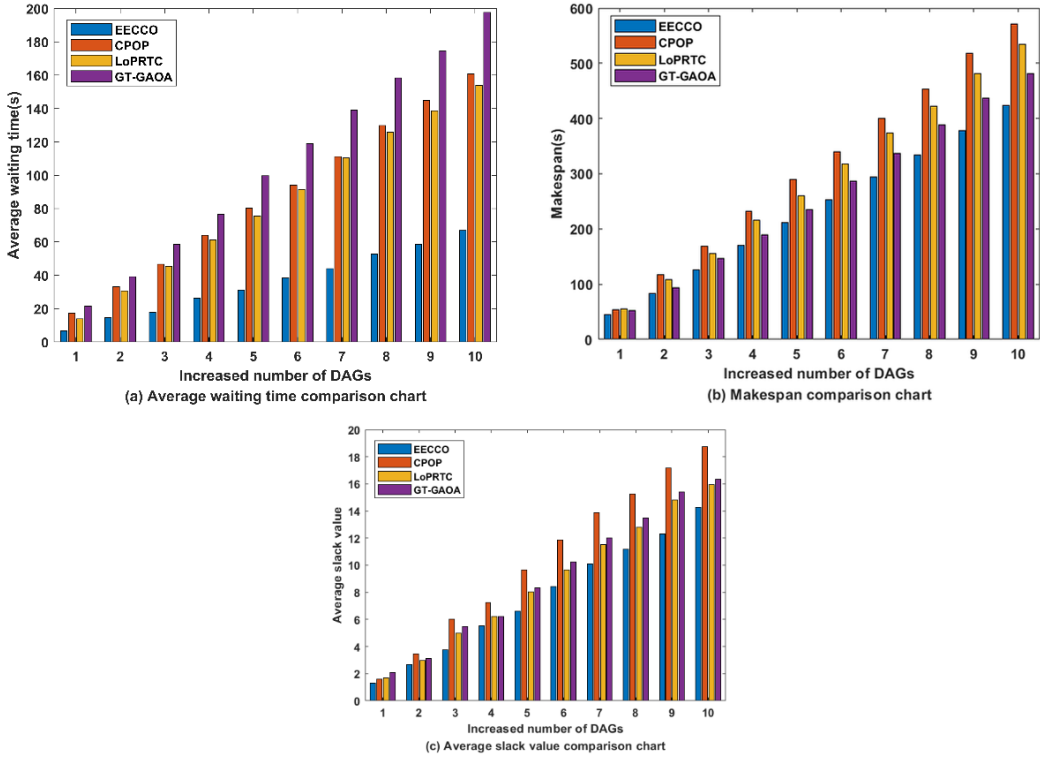 Average waiting time(s)
200
180
160
140
120
100
80
60
40
20
0
EECCO
CPOP
LoPRTC
GT-GAOA
1 2 3 4 5 6 7 8 9 10
Increased number of DAGs
(a) Average waiting time comparison chart
Makespan(s)
600
500
400
300
200
100
0
EECCO
CPOP
LoPRTC
GT-GAOA
1 2 3 4 5 6 7 8 9 10
Increased number of DAGs
(b) Makespan comparison chart
Average slack value
20
18
16
14
12
10
8
6
4
2
0
EECCO
CPOP
LoPRTC
GT-GAOA
1 2 3 4 5 6 7 8 9 10
Increased number of DAGs
(c) Average slack value comparison chart